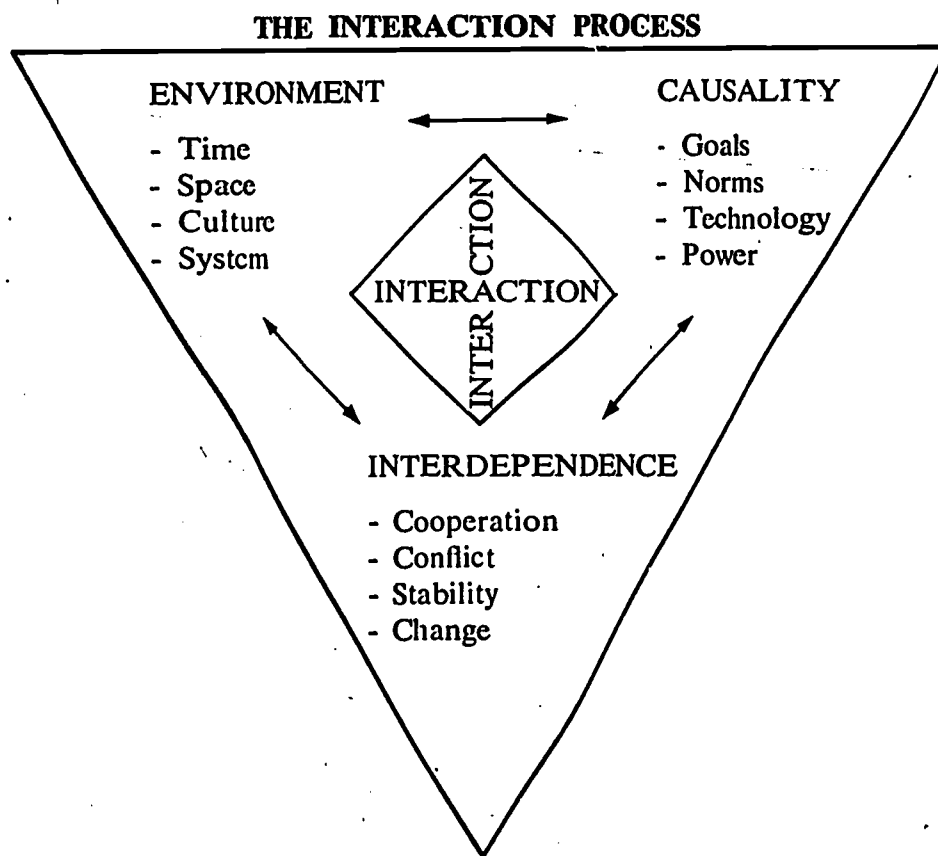 THE INTERACTION PROCESS
ENVIRONMENT
- Time
- Space
- Culture
- System
CAUSALITY
- Goals
- Norms
- Technology
- Power
INTERACTION
INTERACTION
INTERDEPENDENCE
- Cooperation
- Conflict
- Stability
- Change